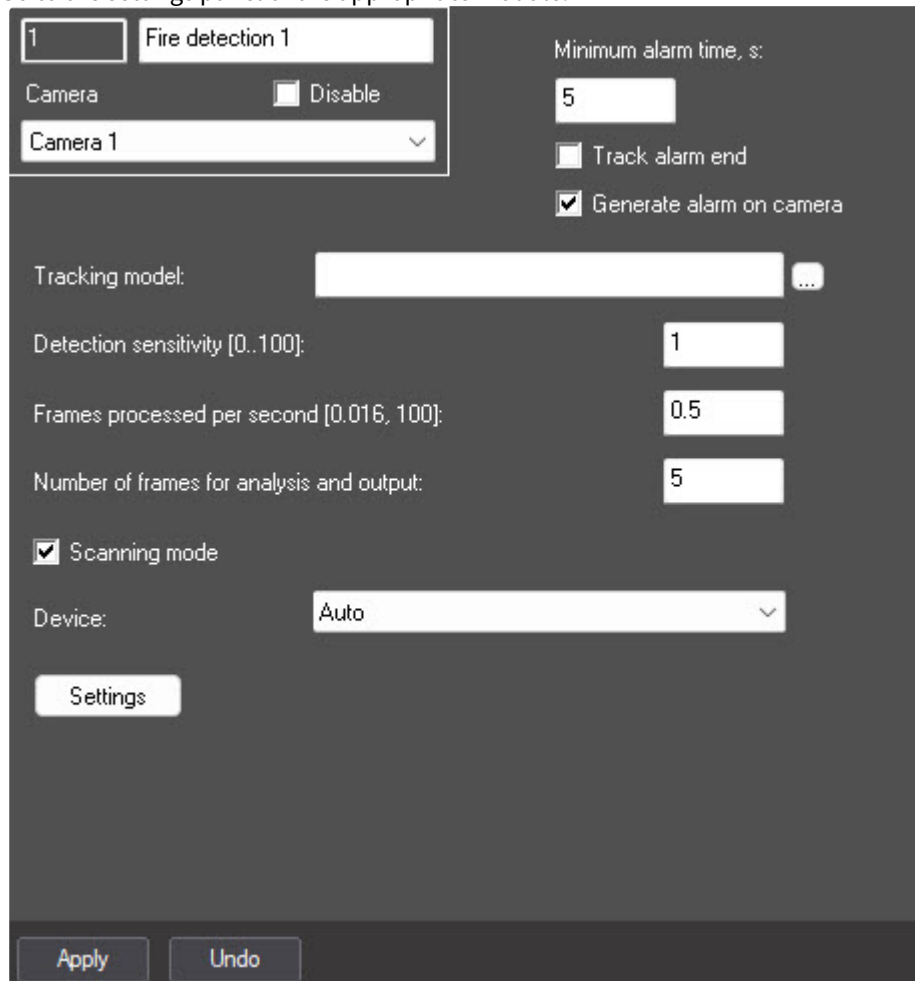 1
Fire detection 1
Camera
Disable
Camera 1
Minimum alarm time, s:
5
Track alarm end
Generate alarm on camera
Tracking model:
...
Detection sensitivity [0..100]:
1
Frames processed per second [0.016, 100]:
0.5
Number of frames for analysis and output:
5
Scanning mode
Device:
Auto
Settings
Apply
Undo